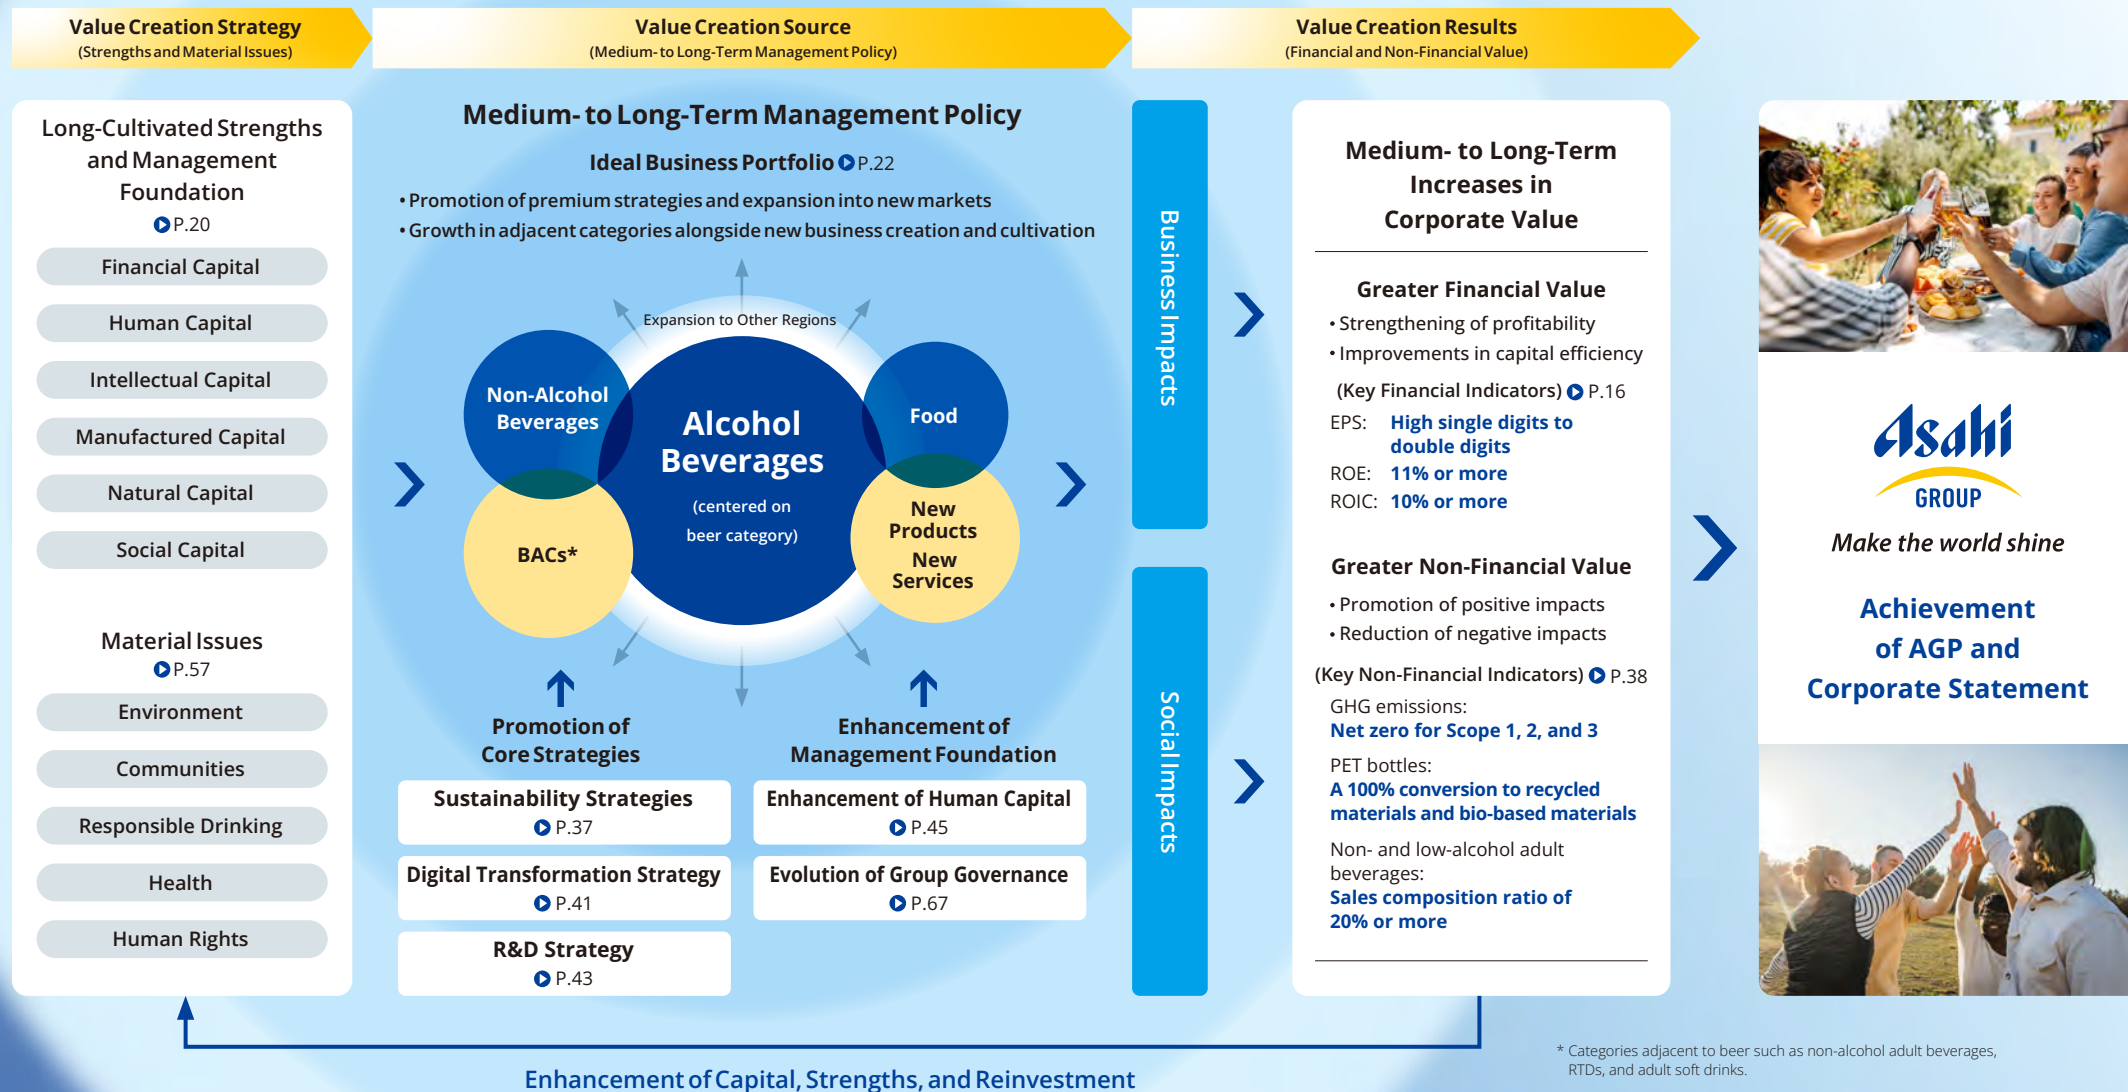 Value Creation Strategy
(Strengths and Material Issues)
Value Creation Source
(Medium- to Long-Term Management Policy)
Value Creation Results
(Financial and Non-Financial Value)
Long-Cultivated Strengths
and Management
Foundation
P.20
Financial Capital
Human Capital
Intellectual Capital
Manufactured Capital
Natural Capital
Social Capital
Material Issues
P.57
Environment
Communities
Responsible Drinking
Health
Human Rights
Medium- to Long-Term Management Policy
Ideal Business Portfolio P.22
• Promotion of premium strategies and expansion into new markets
• Growth in adjacent categories alongside new business creation and cultivation
Expansion to Other Regions
Non-Alcohol
Beverages
BACs*
Alcohol
Beverages
(centered on
beer category)
Food
New
Products
New
Services
Promotion of
Core Strategies
Sustainability Strategies
P.37
Digital Transformation Strategy
P.41
R&D Strategy
P.43
Enhancement of
Management Foundation
Enhancement of Human Capital
P.45
Evolution of Group Governance
P.67
Business Impacts
Social Impacts
Medium- to Long-Term
Increases in
Corporate Value
Greater Financial Value
• Strengthening of profitability
• Improvements in capital efficiency
(Key Financial Indicators) P.16
EPS: High single digits to
double digits
ROE: 11% or more
ROIC: 10% or more
Greater Non-Financial Value
• Promotion of positive impacts
• Reduction of negative impacts
(Key Non-Financial Indicators) P.38
GHG emissions:
Net zero for Scope 1, 2, and 3
PET bottles:
A 100% conversion to recycled
materials and bio-based materials
Non- and low-alcohol adult
beverages:
Sales composition ratio of
20% or more
Asahi
GROUP
Make the world shine
Achievement
of AGP and
Corporate Statement
Enhancement of Capital, Strengths, and Reinvestment
* Categories adjacent to beer such as non-alcohol adult beverages,
RTDs, and adult soft drinks.